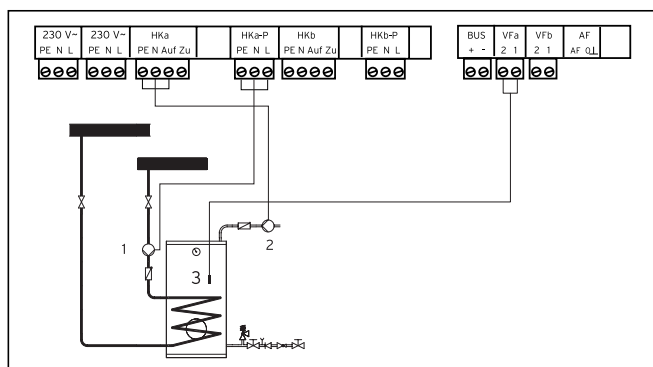 230 V~ 230 V~ HKa HKa-P HKb HKb-P BUS VFa VFb AF
PE N L PE N L PE N Auf Zu PE N L PE N Auf Zu PE N L + - 2 1 2 1 AF 0
1
2
3